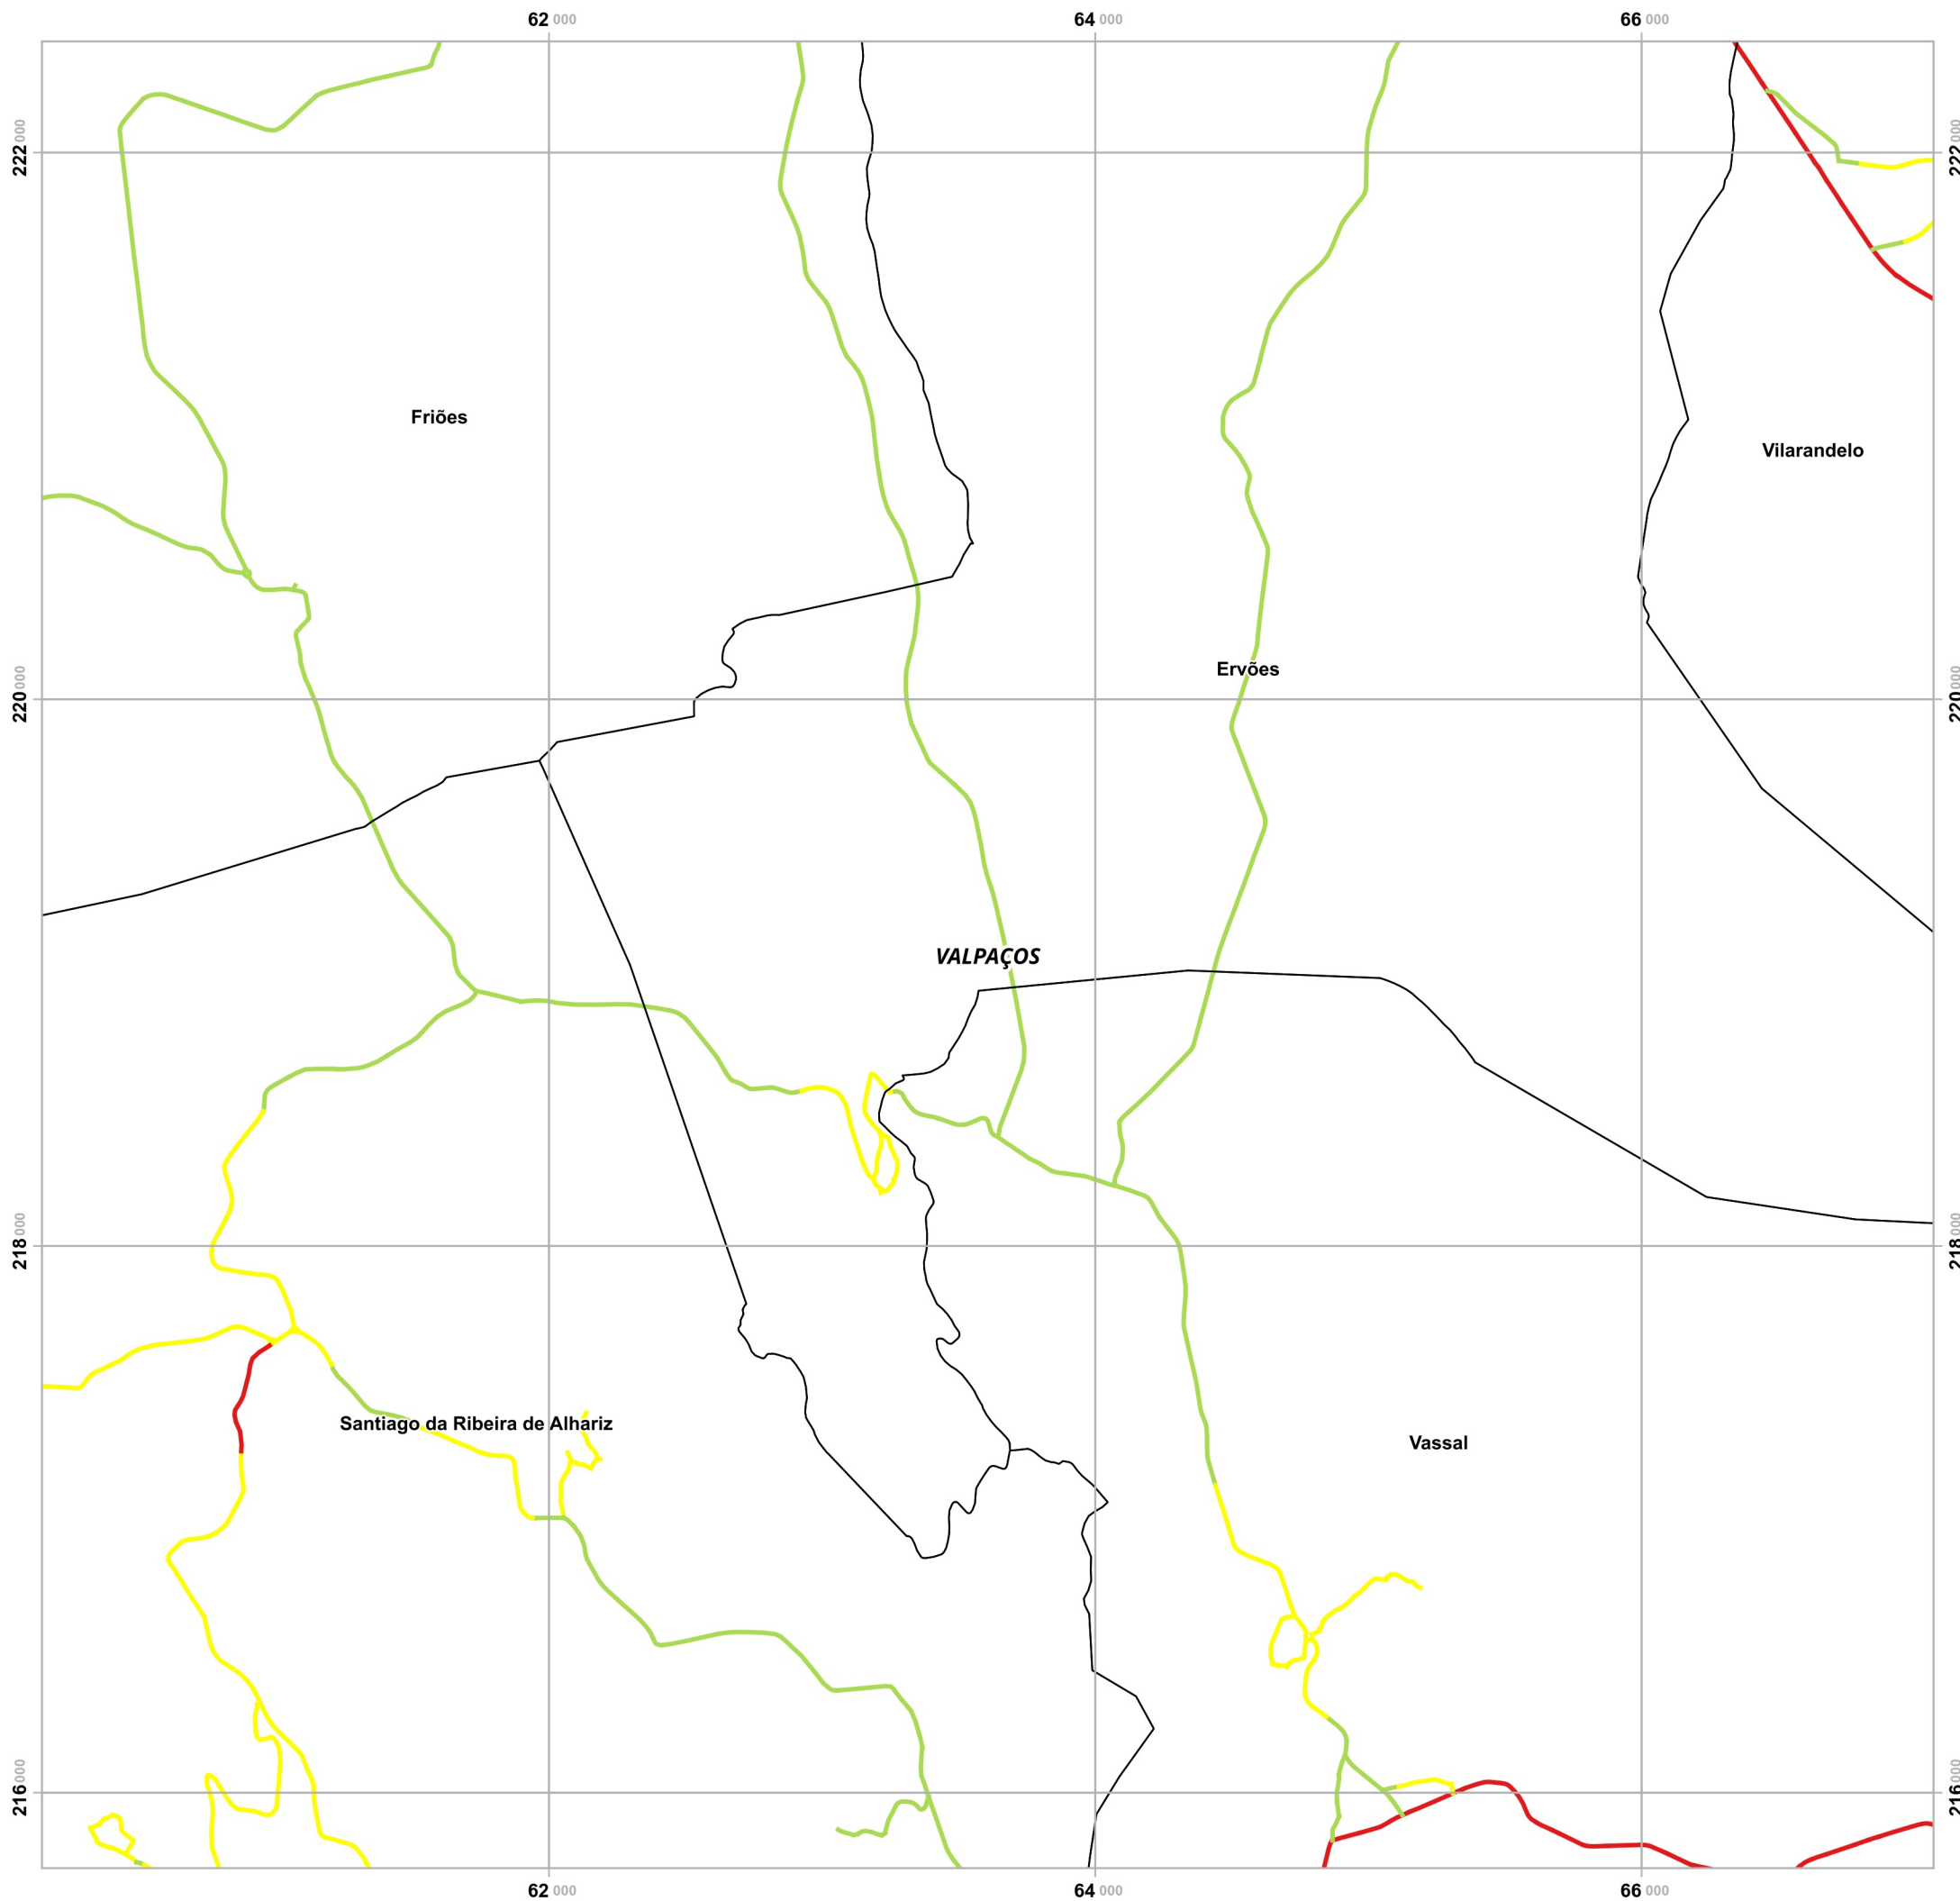 62 000
64 000
66 000
222 000
222 000
Friões
Vilarandelo
Ervões
220 000
220 000
VALPAÇOS
218 000
218 000
Santiago da Ribeira de Alhariz
Vassal
216 000
216 000
62 000
64 000
66 000